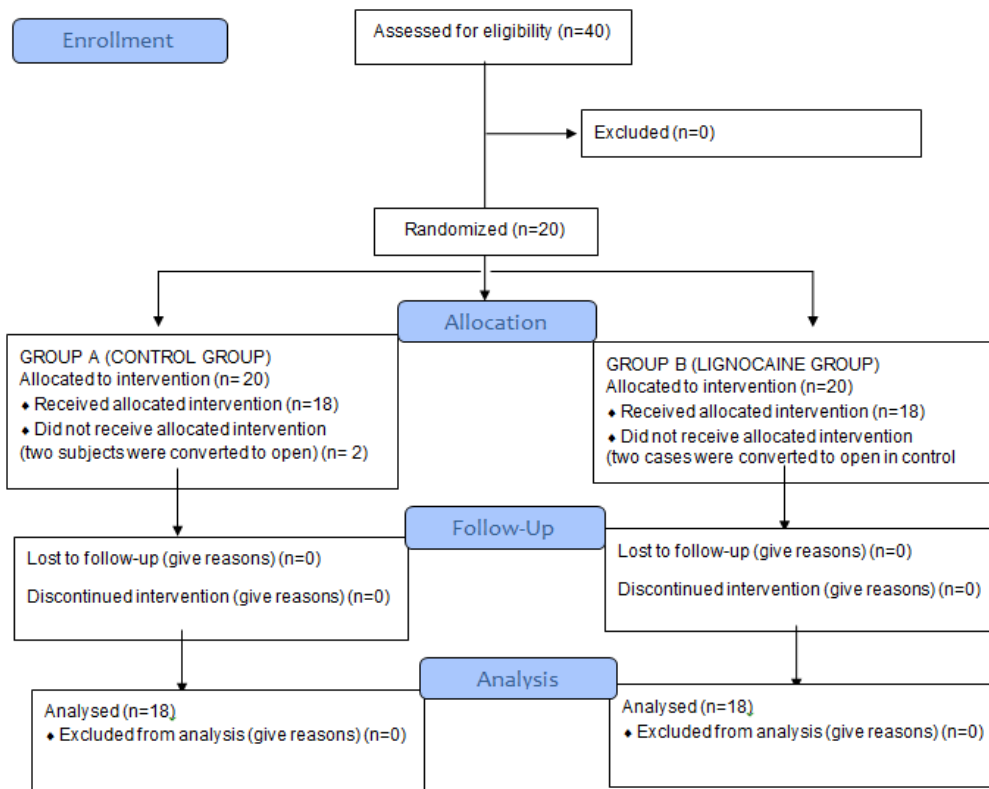 Enrollment
Assessed for eligibility (n=40)
Excluded (n=0)
Randomized (n=20)
Allocation
GROUP A (CONTROL GROUP)
Allocated to intervention (n= 20)
♦ Received allocated intervention (n=18)
♦ Did not receive allocated intervention
(two subjects were converted to open) (n= 2)
GROUP B (LIGNOCAINE GROUP)
Allocated to intervention (n=20)
♦ Received allocated intervention (n=18)
♦ Did not receive allocated intervention
(two cases were converted to open in control
Follow-Up
Lost to follow-up (give reasons) (n=0)
Discontinued intervention (give reasons) (n=0)
Lost to follow-up (give reasons) (n=0)
Discontinued intervention (give reasons) (n=0)
Analysis
Analysed (n=18)
♦ Excluded from analysis (give reasons) (n=0)
Analysed (n=18)
♦ Excluded from analysis (give reasons) (n=0)